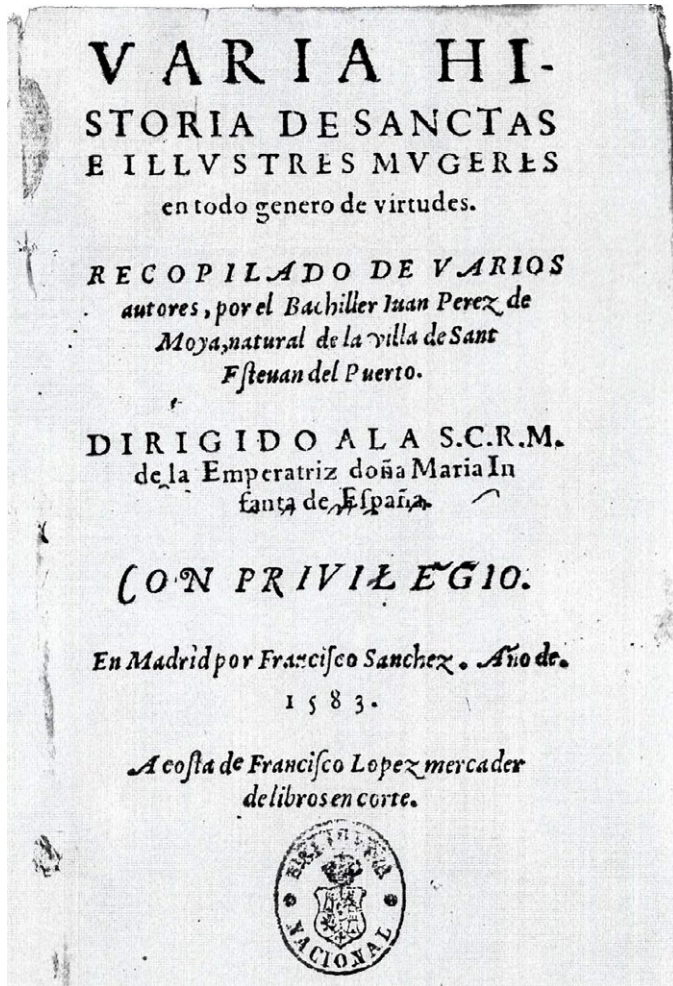 VARIA HI-
STORIA DE SANCTAS
E ILLVSTRES MVGERES
en todo genero de virtudes.
RECOPILADO DE VARIOS
autores, por el Bachiller Iuan Perez de
Moya, natural de la villa de Sant
Eſteuan del Puerto.
DIRIGIDO A LA S.C.R.M.
de la Emperatriz doña Maria In
fanta de Eſpaña.
CON PRIVILEGIO.
En Madrid por Franciſco Sanchez. Año de.
1583.
A coſta de Franciſco Lopez mercader
de libros en corte.
BIBLIOTECA
NACIONAL